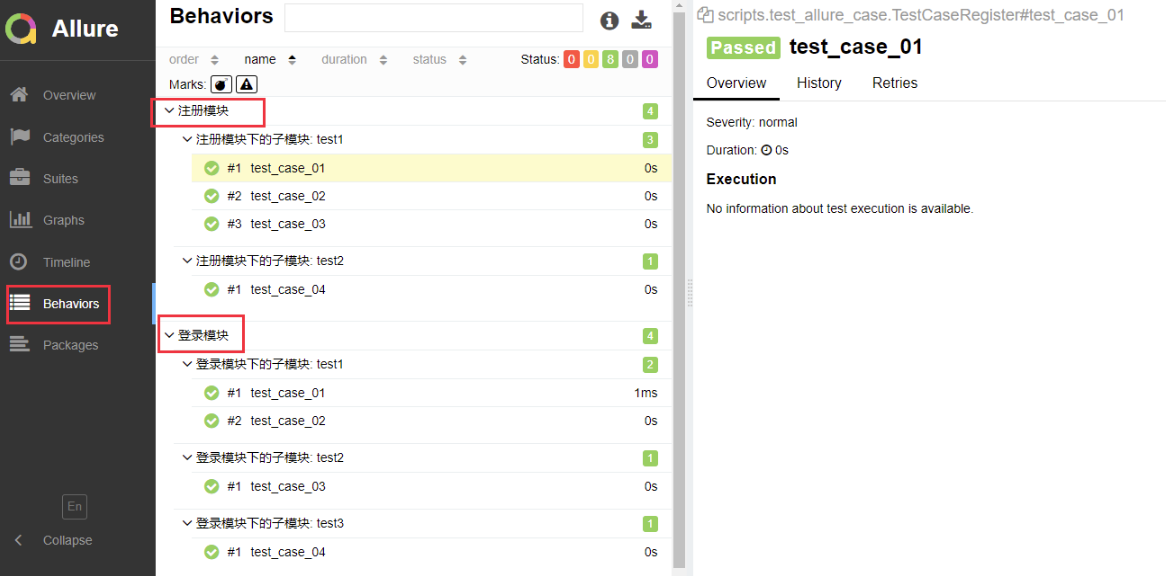 Allure
Overview
Categories
Suites
Graphs
Timeline
Behaviors
Packages
En
Collapse
Behaviors
order name duration status Status: 0 0 8 0 0
Marks:
注册模块 4
注册模块下的子模块: test1 3
#1 test_case_01 0s
#2 test_case_02 0s
#3 test_case_03 0s
注册模块下的子模块: test2 1
#1 test_case_04 0s
登录模块 4
登录模块下的子模块: test1 2
#1 test_case_01 1ms
#2 test_case_02 0s
登录模块下的子模块: test2 1
#1 test_case_03 0s
登录模块下的子模块: test3 1
#1 test_case_04 0s
scripts.test_allure_case.TestCaseRegister#test_case_01
Passed test_case_01
Overview History Retries
Severity: normal
Duration: 0s
Execution
No information about test execution is available.